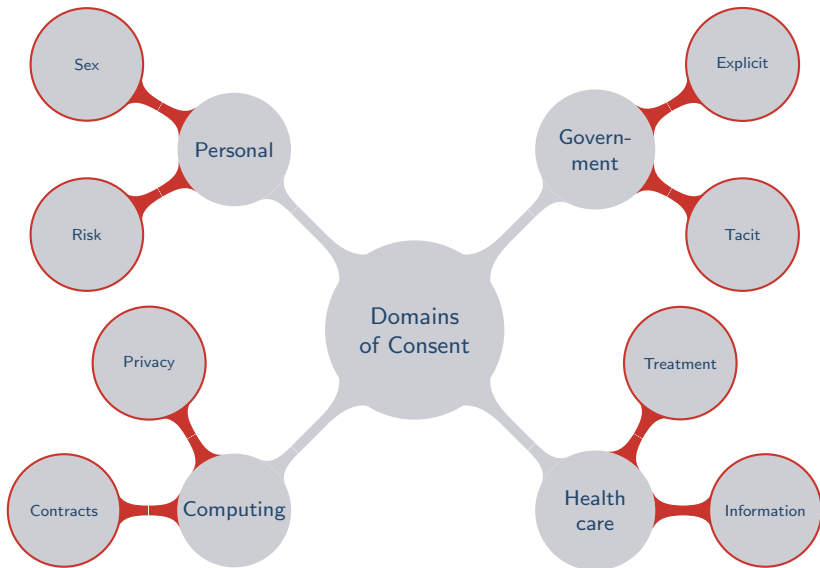 Sex
Explicit
Personal
Govern-
ment
Risk
Tacit
Domains
of Consent
Privacy
Treatment
Contracts
Computing
Health
care
Information